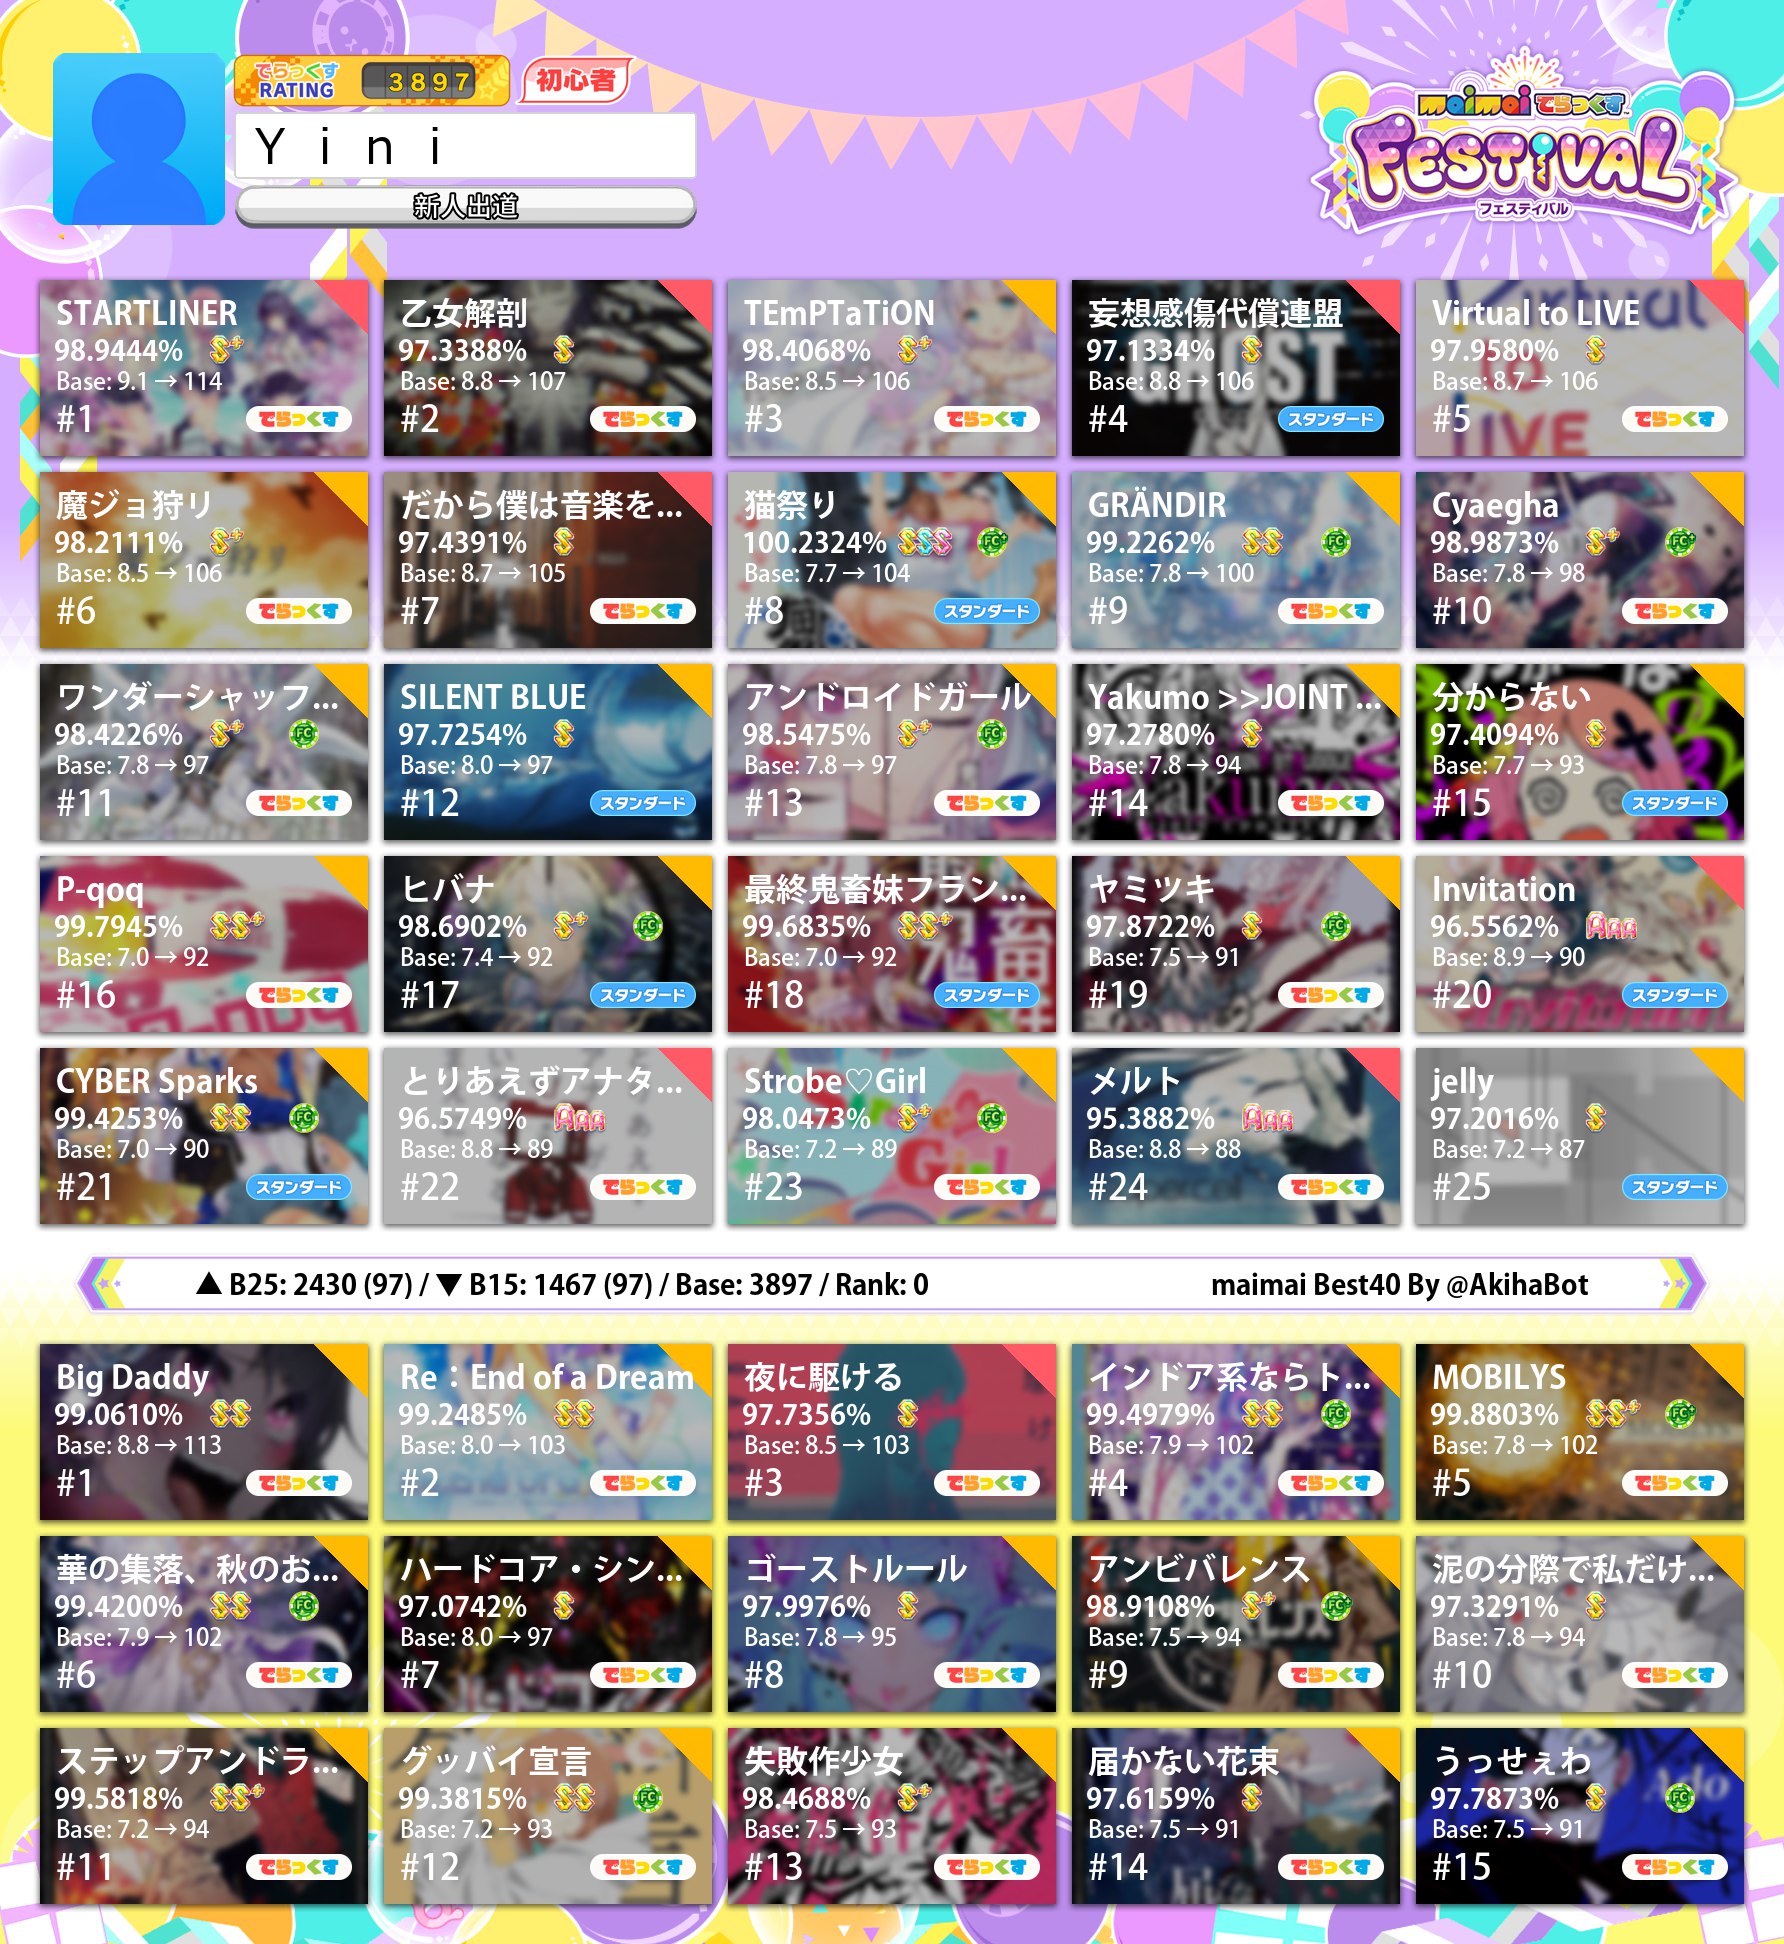 でらっくす
RATING
3897
初心者
Yini
新人出道
maimai でらっくす
FESTiVAL
フェスティバル
STARTLINER
98.9444% S+
Base: 9.1 → 114
#1 でらっくす
乙女解剖
97.3388% S
Base: 8.8 → 107
#2 でらっくす
TEmPTaTiON
98.4068% S+
Base: 8.5 → 106
#3 でらっくす
妄想感傷代償連盟
97.1334% S
Base: 8.8 → 106
#4 スタンダード
Virtual to LIVE
97.9580% S
Base: 8.7 → 106
#5 でらっくす
魔ジョ狩リ
98.2111% S+
Base: 8.5 → 106
#6 でらっくす
だから僕は音楽を...
97.4391% S
Base: 8.7 → 105
#7 でらっくす
猫祭り
100.2324% SSS FC+
Base: 7.7 → 104
#8 スタンダード
GRÄNDIR
99.2262% SS FC
Base: 7.8 → 100
#9 でらっくす
Cyaegha
98.9873% S+ FC+
Base: 7.8 → 98
#10 でらっくす
ワンダーシャッフ...
98.4226% S+ FC
Base: 7.8 → 97
#11 でらっくす
SILENT BLUE
97.7254% S
Base: 8.0 → 97
#12 スタンダード
アンドロイドガール
98.5475% S+ FC
Base: 7.8 → 97
#13 でらっくす
Yakumo >>JOINT ...
97.2780% S
Base: 7.8 → 94
#14 でらっくす
分からない
97.4094% S
Base: 7.7 → 93
#15 スタンダード
P-qoq
99.7945% SS+
Base: 7.0 → 92
#16 でらっくす
ヒバナ
98.6902% S+ FC
Base: 7.4 → 92
#17 スタンダード
最終鬼畜妹フラン...
99.6835% SS+
Base: 7.0 → 92
#18 スタンダード
ヤミツキ
97.8722% S FC
Base: 7.5 → 91
#19 でらっくす
Invitation
96.5562% AAA
Base: 8.9 → 90
#20 スタンダード
CYBER Sparks
99.4253% SS FC
Base: 7.0 → 90
#21 スタンダード
とりあえずアナタ...
96.5749% AAA
Base: 8.8 → 89
#22 でらっくす
Strobe♡Girl
98.0473% S+ FC
Base: 7.2 → 89
#23 でらっくす
メルト
95.3882% AAA
Base: 8.8 → 88
#24 でらっくす
jelly
97.2016% S
Base: 7.2 → 87
#25 スタンダード
▲ B25: 2430 (97) / ▼ B15: 1467 (97) / Base: 3897 / Rank: 0
maimai Best40 By @AkihaBot
Big Daddy
99.0610% SS
Base: 8.8 → 113
#1 でらっくす
Re：End of a Dream
99.2485% SS
Base: 8.0 → 103
#2 でらっくす
夜に駆ける
97.7356% S
Base: 8.5 → 103
#3 でらっくす
インドア系ならト...
99.4979% SS FC
Base: 7.9 → 102
#4 でらっくす
MOBILYS
99.8803% SS+ FC+
Base: 7.8 → 102
#5 でらっくす
華の集落、秋のお...
99.4200% SS FC
Base: 7.9 → 102
#6 でらっくす
ハードコア・シン...
97.0742% S
Base: 8.0 → 97
#7 でらっくす
ゴーストルール
97.9976% S
Base: 7.8 → 95
#8 でらっくす
アンビバレンス
98.9108% S+ FC+
Base: 7.5 → 94
#9 でらっくす
泥の分際で私だけ...
97.3291% S
Base: 7.8 → 94
#10 でらっくす
ステップアンドラ...
99.5818% SS+
Base: 7.2 → 94
#11 でらっくす
グッバイ宣言
99.3815% SS FC
Base: 7.2 → 93
#12 でらっくす
失敗作少女
98.4688% S+
Base: 7.5 → 93
#13 でらっくす
届かない花束
97.6159% S
Base: 7.5 → 91
#14 でらっくす
うっせぇわ
97.7873% S FC
Base: 7.5 → 91
#15 でらっくす